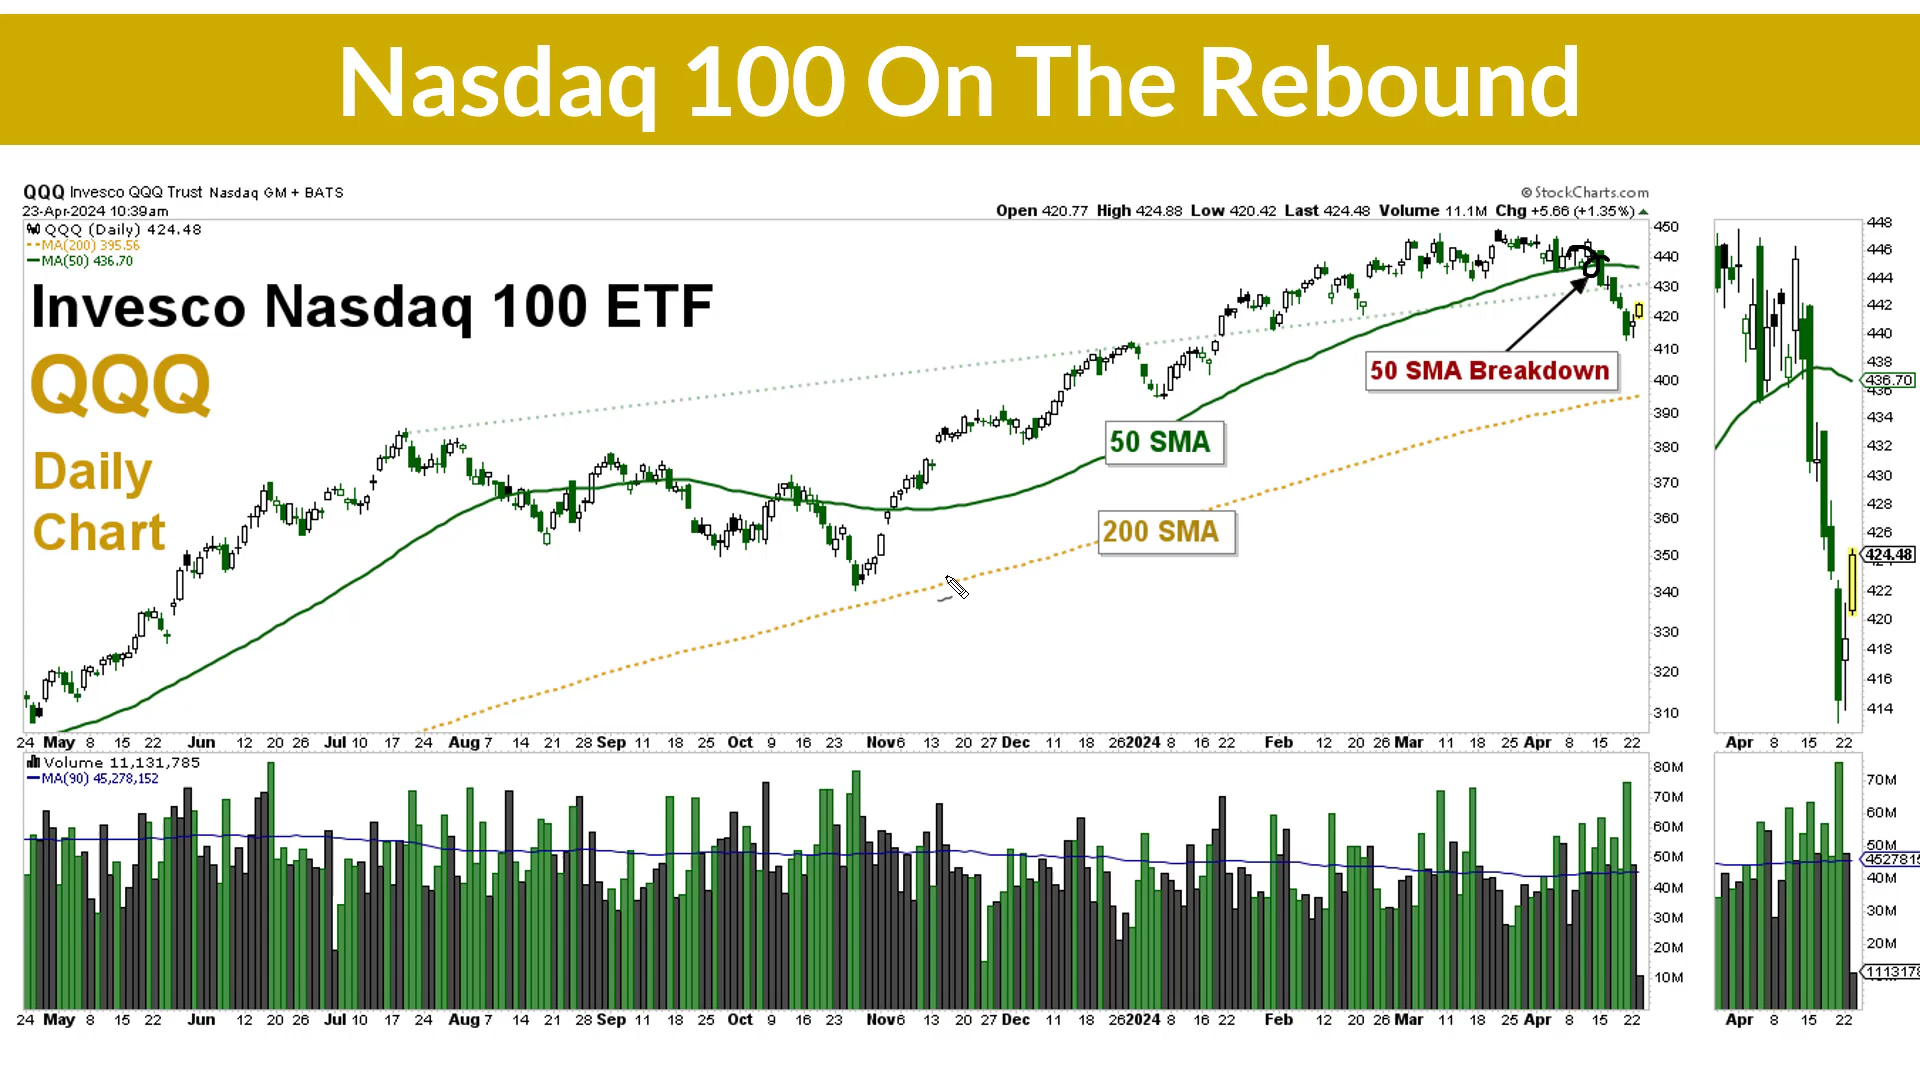 Nasdaq 100 On The Rebound
QQQ Invesco QQQ Trust Nasdaq GM + BATS
© StockCharts.com
23-Apr-2024 10:39am
Open 420.77 High 424.88 Low 420.42 Last 424.48 Volume 11.1M Chg +5.66 (+1.35%)
QQQ (Daily) 424.48
MA(200) 395.56
MA(50) 436.70
Invesco Nasdaq 100 ETF
QQQ
Daily
Chart
50 SMA Breakdown
50 SMA
200 SMA
450
440
430
420
410
400
390
380
370
360
350
340
330
320
310
448
446
444
442
440
438
436.70
436
434
432
430
428
426
424.48
422
420
418
416
414
24 May 8 15 22 Jun 12 20 26 Jul 10 17 24 Aug 7 14 21 28 Sep 11 18 25 Oct 9 16 23 Nov 6 13 20 27 Dec 11 18 26 2024 8 16 22 Feb 12 20 26 Mar 11 18 25 Apr 8 15 22
Apr 8 15 22
Volume 11,131,785
MA(90) 45,278,152
80M
70M
60M
50M
40M
30M
20M
10M
70M
60M
50M
40M
30M
20M
24 May 8 15 22 Jun 12 20 26 Jul 10 17 24 Aug 7 14 21 28 Sep 11 18 25 Oct 9 16 23 Nov 6 13 20 27 Dec 11 18 26 2024 8 16 22 Feb 12 20 26 Mar 11 18 25 Apr 8 15 22
Apr 8 15 22